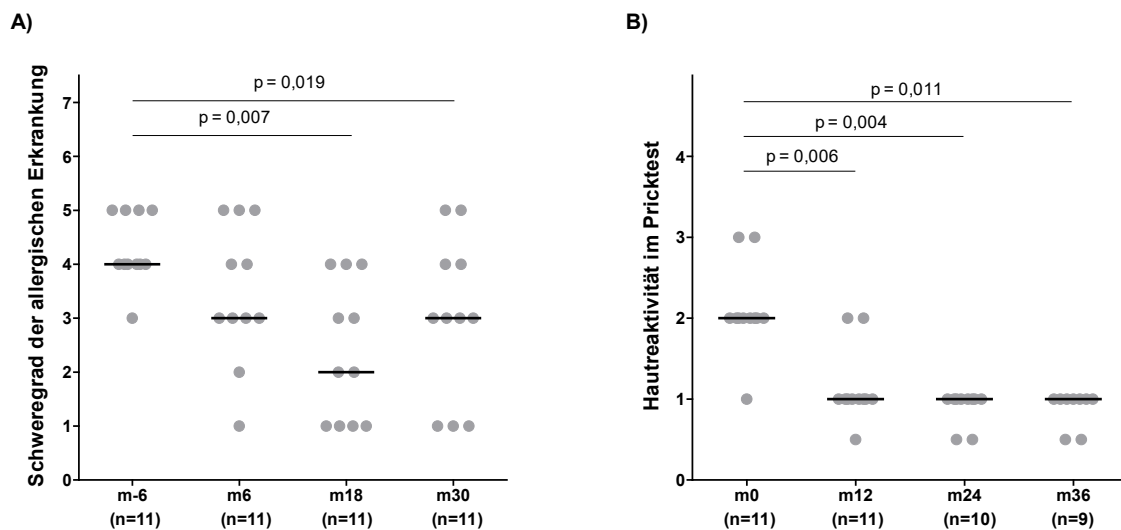 A)
Schweregrad der allergischen Erkrankung
7
6
5
4
3
2
1
0
p = 0,019
p = 0,007
m-6
m6
m18
m30
(n=11)
(n=11)
(n=11)
(n=11)
B)
Hautreaktivität im Pricktest
4
3
2
1
0
p = 0,011
p = 0,004
p = 0,006
m0
m12
m24
m36
(n=11)
(n=11)
(n=10)
(n=9)